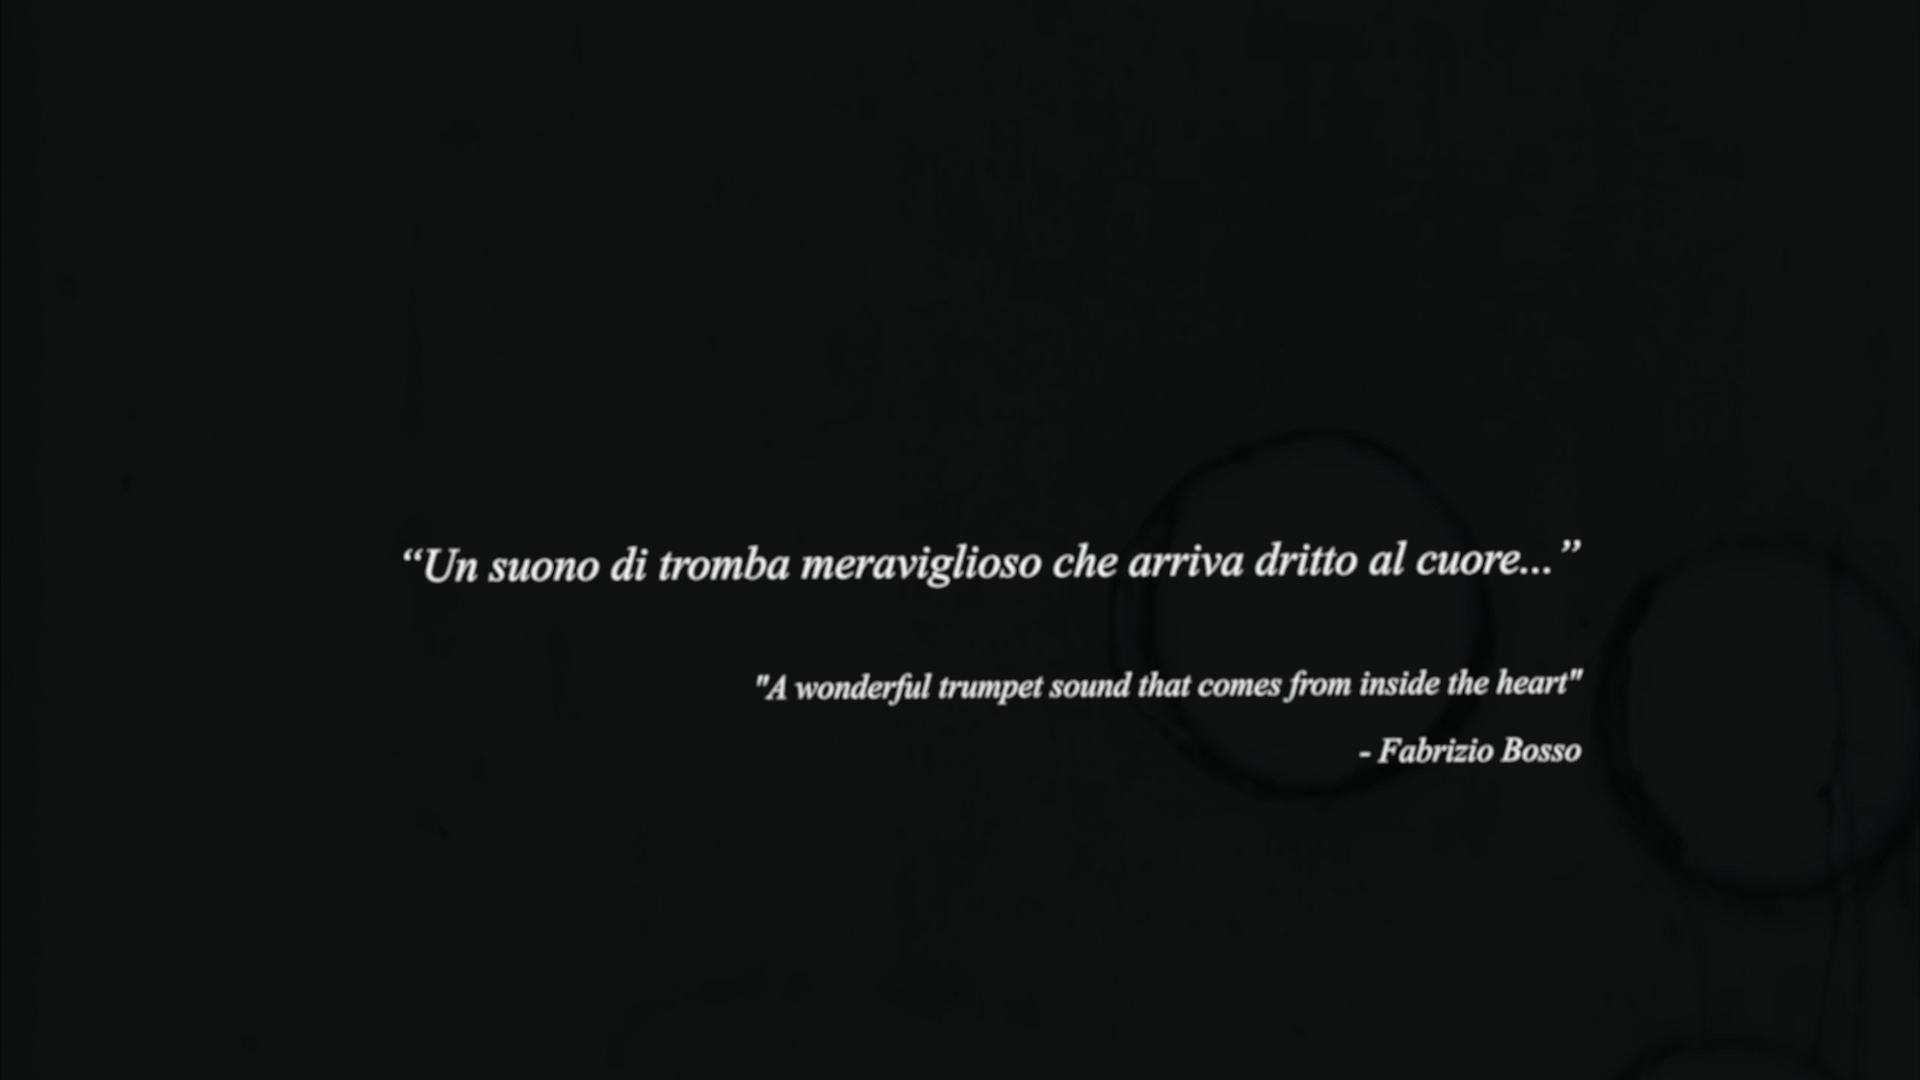 “Un suono di tromba meraviglioso che arriva dritto al cuore...”
"A wonderful trumpet sound that comes from inside the heart"
- Fabrizio Bosso